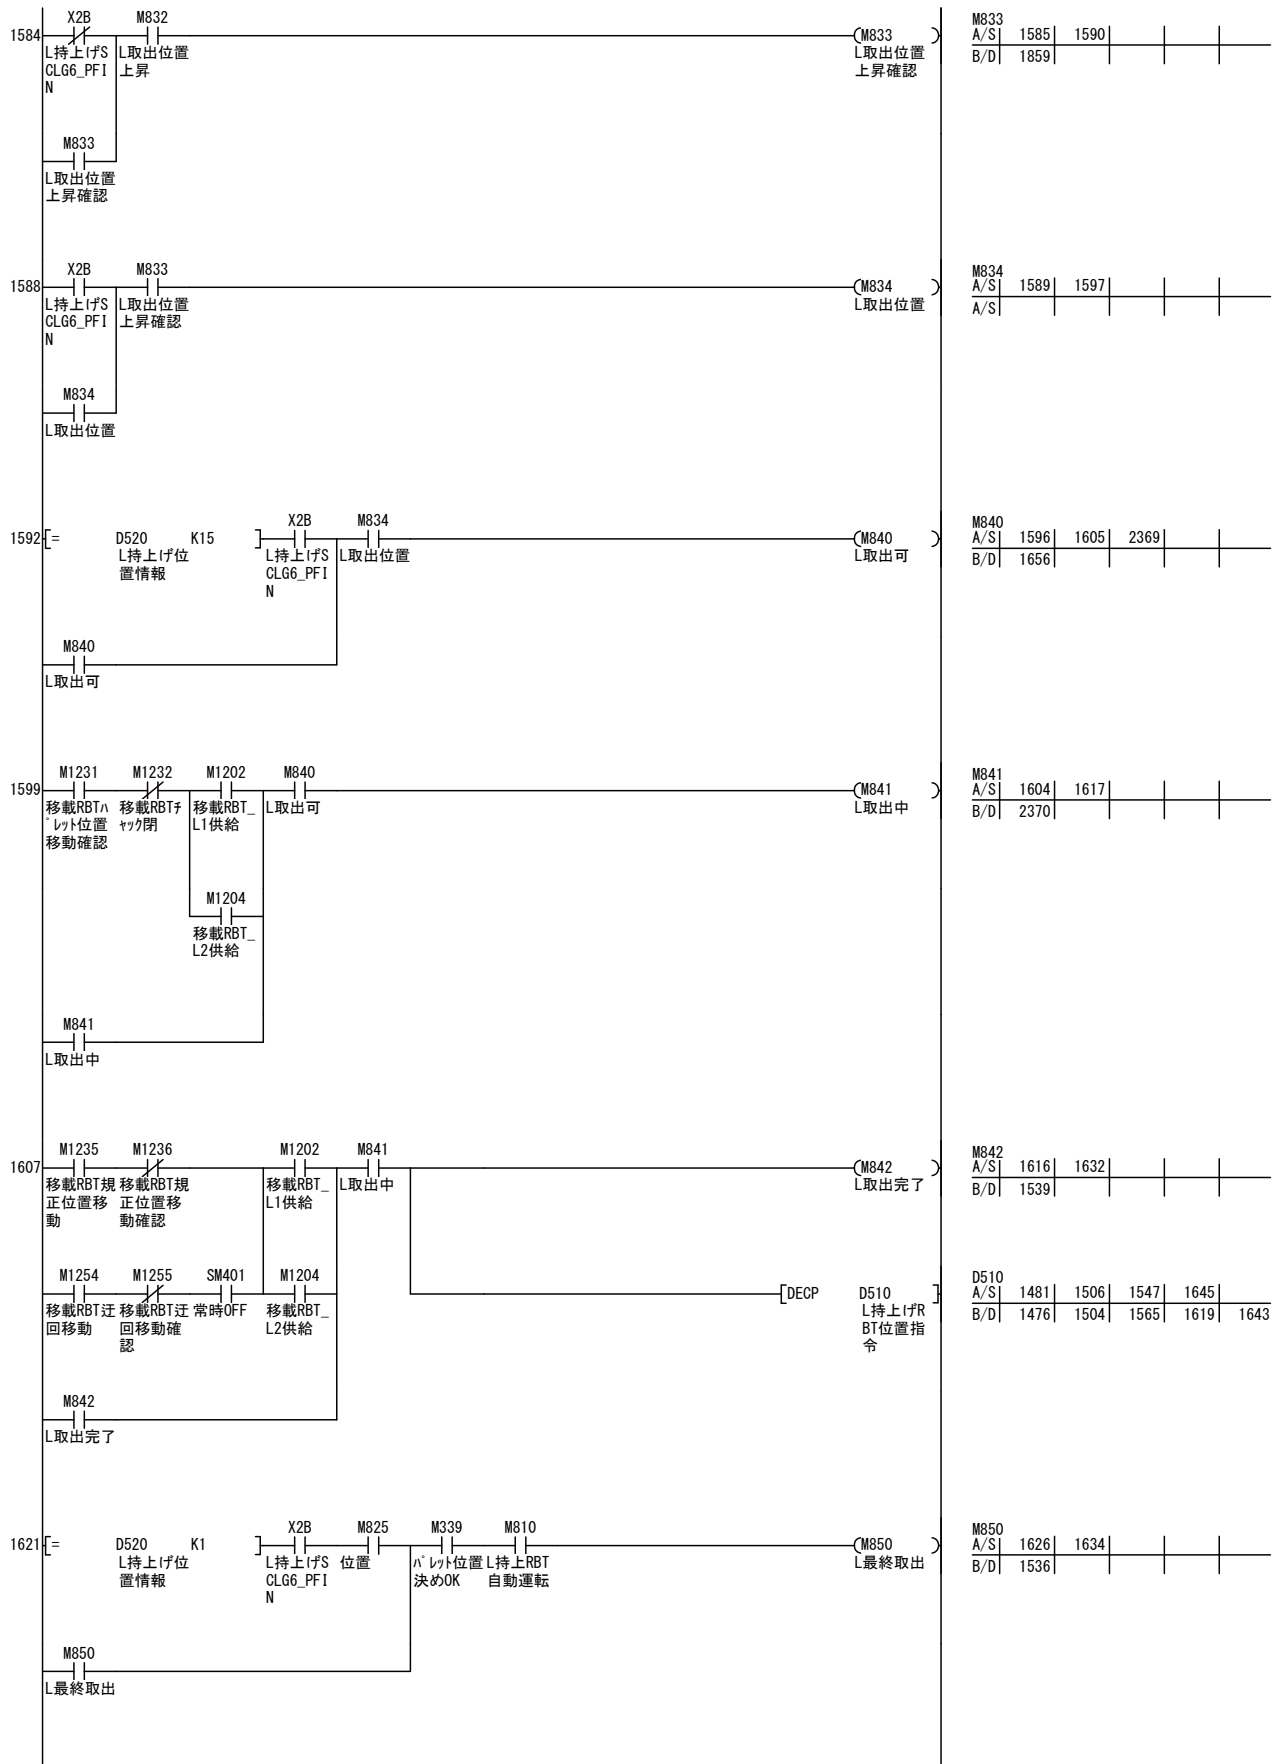 X2B M832
1584 (M833 )
L持上げS L取出位置 L取出位置
CLG6_PFI 上昇 上昇確認
N
M833
A/S 1585 1590
B/D 1859
M833
L取出位置
上昇確認
X2B M833
1588 (M834 )
L持上げS L取出位置 L取出位置
CLG6_PFI 上昇確認
N
M834
A/S 1589 1597
A/S
M834
L取出位置
X2B M834
1592 [= D520 K15 ] (M840 )
L持上げ位 L持上げS L取出位置 L取出可
置情報 CLG6_PFI
N
M840
A/S 1596 1605 2369
B/D 1656
M840
L取出可
M1231 M1232 M1202 M840
1599 (M841 )
移載RBTパ 移載RBTチ 移載RBT_ L取出可 L取出中
レット位置 ャック閉 L1供給
移動確認
M841
A/S 1604 1617
B/D 2370
M1204
移載RBT_
L2供給
M841
L取出中
M1235 M1236 M1202 M841
1607 (M842 )
移載RBT規 移載RBT規 移載RBT_ L取出中 L取出完了
正位置移 正位置移 L1供給
動 動確認
M842
A/S 1616 1632
B/D 1539
M1254 M1255 SM401 M1204
[DECP D510 ]
移載RBT迂 移載RBT迂 常時OFF 移載RBT_ L持上げR
回移動 回移動確 L2供給 BT位置指
認 令
D510
A/S 1481 1506 1547 1645
B/D 1476 1504 1565 1619 1643
M842
L取出完了
X2B M825 M339 M810
1621 [= D520 K1 ] (M850 )
L持上げ位 L持上げS 位置 パレット位置 L持上RBT L最終取出
置情報 CLG6_PFI 決めOK 自動運転
N
M850
A/S 1626 1634
B/D 1536
M850
L最終取出